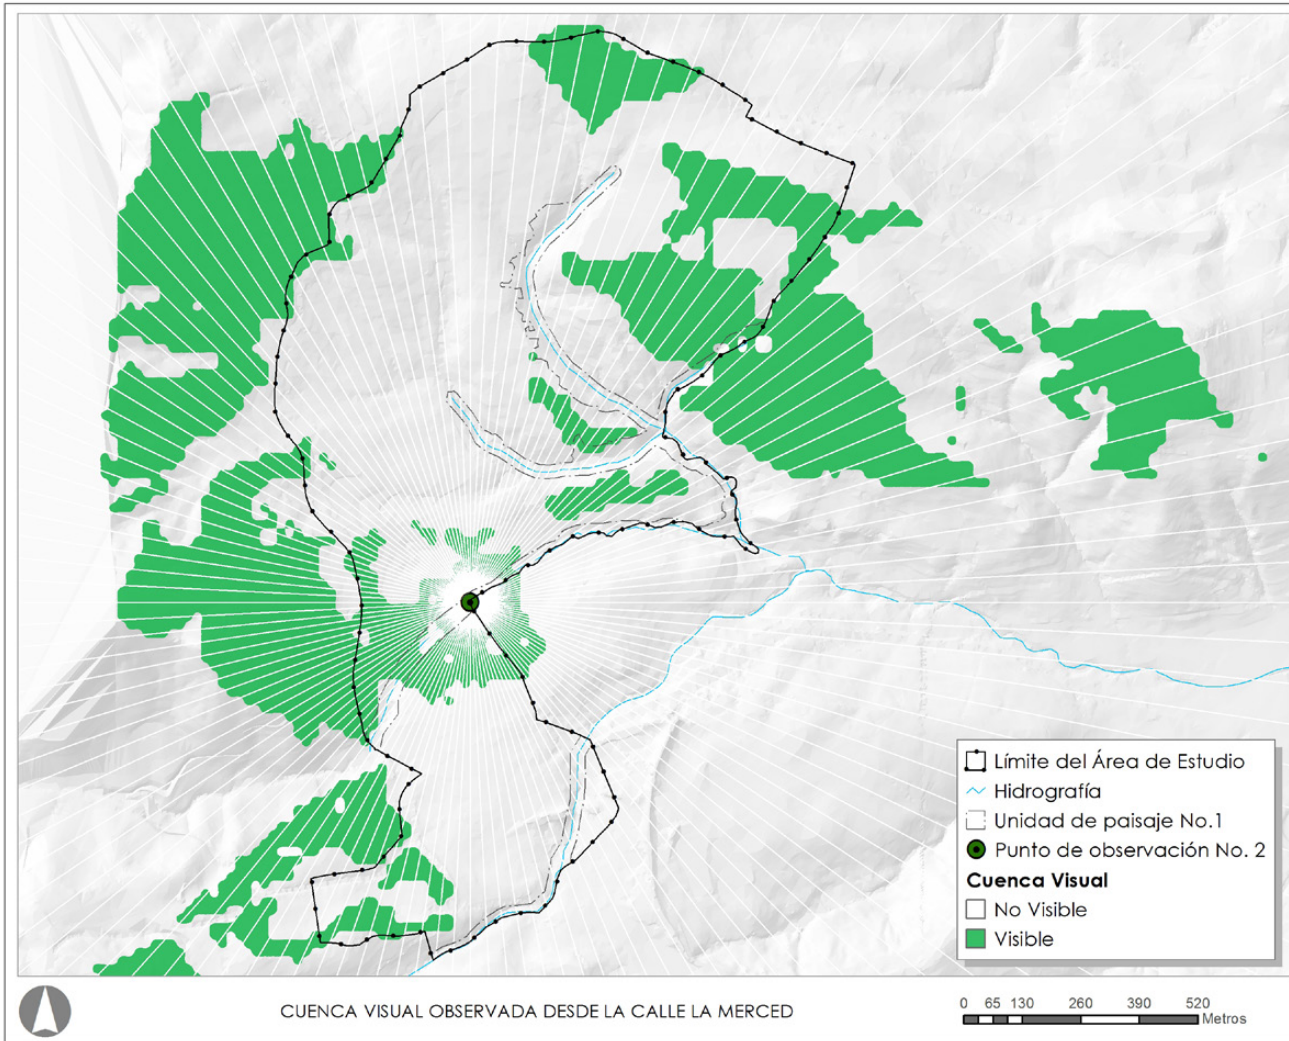 Límite del Área de Estudio
Hidrografía
Unidad de paisaje No.1
Punto de observación No. 2
Cuenca Visual
No Visible
Visible
CUENCA VISUAL OBSERVADA DESDE LA CALLE LA MERCED
0 65 130 260 390 520
Metros